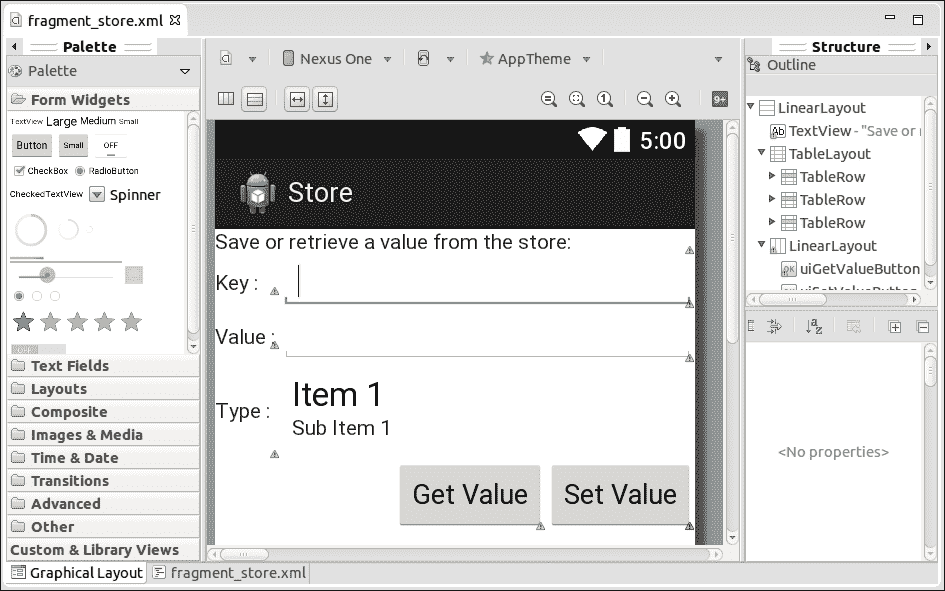 fragment_store.xml
Palette
Palette
Form Widgets
TextView Large Medium Small
Button Small OFF
CheckBox RadioButton
CheckedTextView Spinner
Text Fields
Layouts
Composite
Images & Media
Time & Date
Transitions
Advanced
Other
Custom & Library Views
Nexus One
AppTheme
9+
5:00
Store
Save or retrieve a value from the store:
Key :
Value :
Item 1
Type :
Sub Item 1
Get Value Set Value
Structure
Outline
LinearLayout
Ab TextView - "Save or
TableLayout
TableRow
TableRow
TableRow
LinearLayout
OK uiGetValueButton
<No properties>
Graphical Layout fragment_store.xml